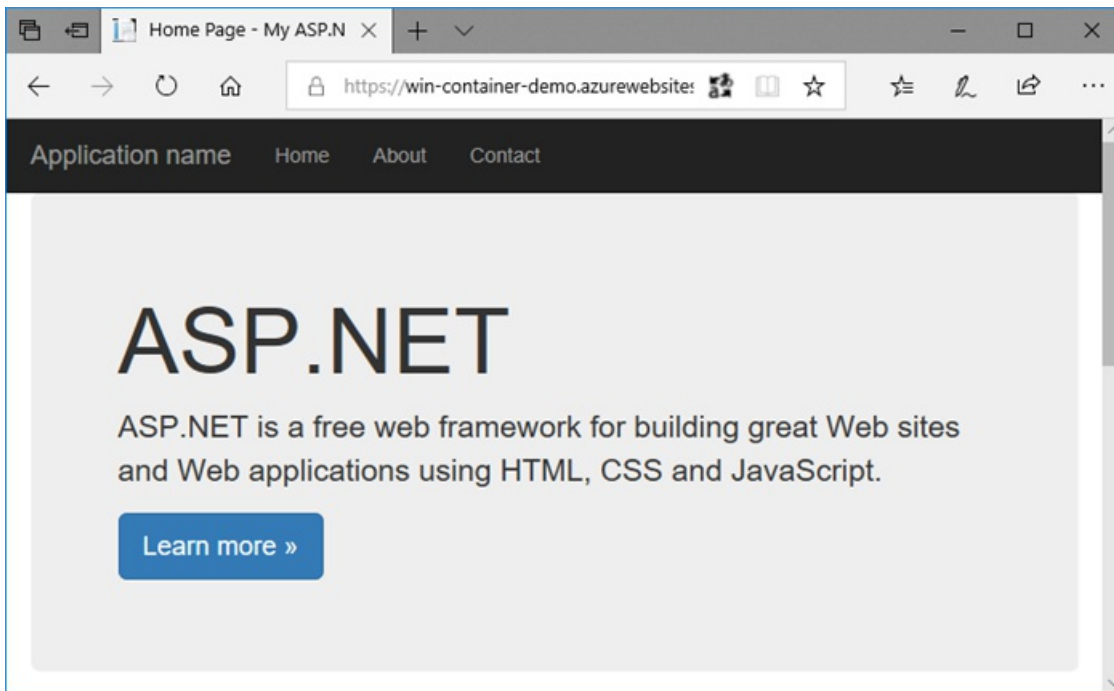 Home Page - My ASP.N
https://win-container-demo.azurewebsites
Application name Home About Contact
ASP.NET
ASP.NET is a free web framework for building great Web sites
and Web applications using HTML, CSS and JavaScript.
Learn more »